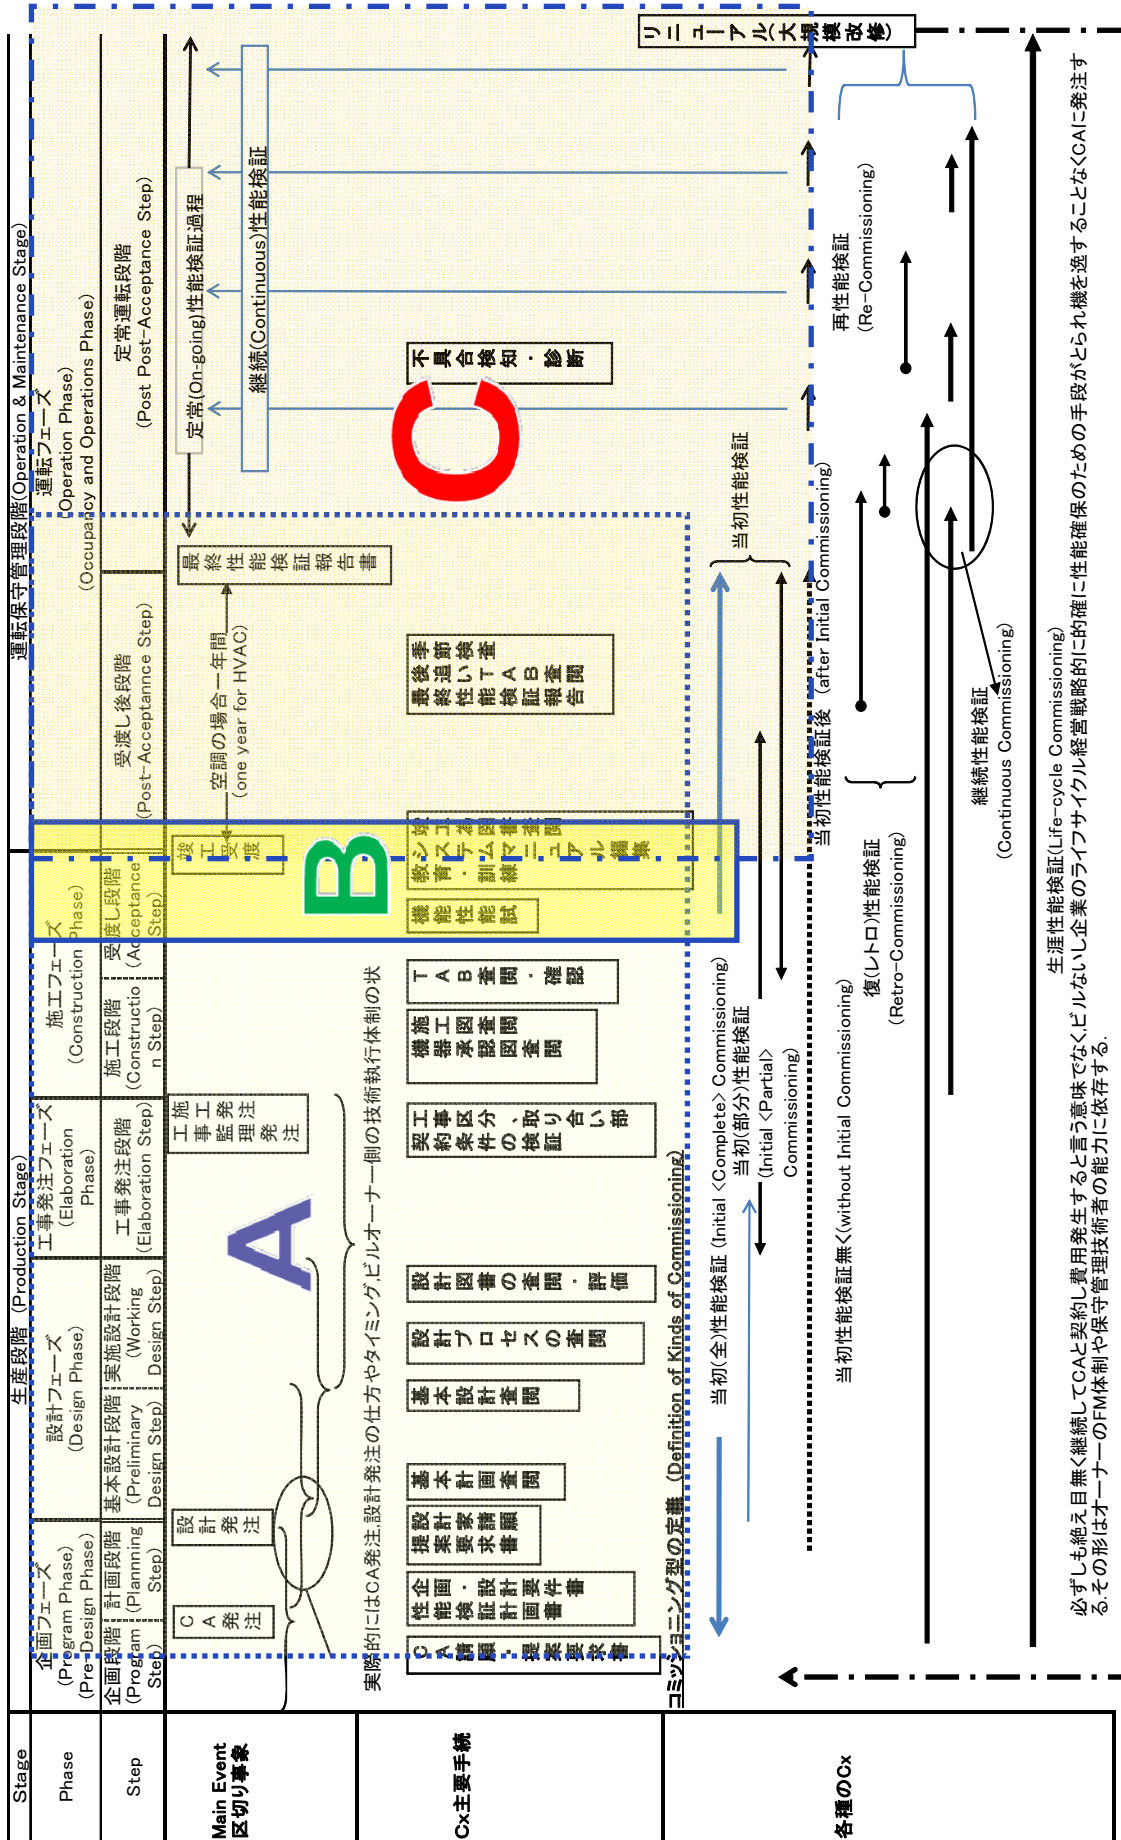 Stage
生産段階 (Production Stage)
運転保守管理段階(Operation & Maintenance Stage)
Phase
企画フェーズ
(Program Phase)
(Pre-Design Phase)
設計フェーズ
(Design Phase)
工事発注フェーズ
(Elaboration
Phase)
施工フェーズ
(Construction Phase)
運転フェーズ
(Operation Phase)
(Occupancy and Operations Phase)
Step
企画段階
(Program
Step)
計画段階
(Plannning
Step)
基本設計段階
(Preliminary
Design Step)
実施設計段階
(Working
Design Step)
工事発注段階
(Elaboration Step)
施工段階
(Constructio
n Step)
受渡し段階
(Acceptance
Step)
受渡し後段階
(Post-Acceptannce Step)
定常運転段階
(Post Post-Acceptance Step)
Main Event
区切り事象
CA発注
設計発注
施工発注
工事監理発注
竣工受渡
空調の場合一年間
(one year for HVAC)
最終性能検証報告書
定常(On-going)性能検証過程
継続(Continuous)性能検証
A
B
C
実際的にはCA発注,設計発注の仕方やタイミング,ビルオーナー側の技術執行体制の状
Cx主要手続
CA請願・提案要求書
企画・設計要件書
性能検証計画書
設計家請願
提案要求書
基本計画査閲
基本設計査閲
設計プロセスの査閲
設計図書の査閲・評価
工事区分、取り合い部
契約条件の検証
施工図査閲
機器承認図査閲
TAB査閲・確認
機能性能試
竣工図書査閲
システムマニュアル編集
教育・訓練
季節検査
最後追いTAB査閲
最終性能検証報告
不具合検知・診断
コミッショニング型の定義 (Definition of Kinds of Commissioning)
各種のCx
当初(全)性能検証 (Initial <Complete> Commissioning)
当初(部分)性能検証
(Initial <Partial>
Commissioning)
当初性能検証
当初性能検証無く(without Initial Commissioning)
当初性能検証後 (after Initial Commissioning)
復(レトロ)性能検証
(Retro-Commissioning)
再性能検証
(Re-Commissioning)
リニューアル(大規模改修)
継続性能検証
(Continuous Commissioning)
生涯性能検証(Life-cycle Commissioning)
必ずしも絶え目無く継続してCAと契約し費用発生すると言う意味でなく,ビルないし企業のライフサイクル経営戦略的に的確に性能確保のための手段がとられ機を逸することなくCAに発注す
る.その形はオーナーのFM体制や保守管理技術者の能力に依存する.